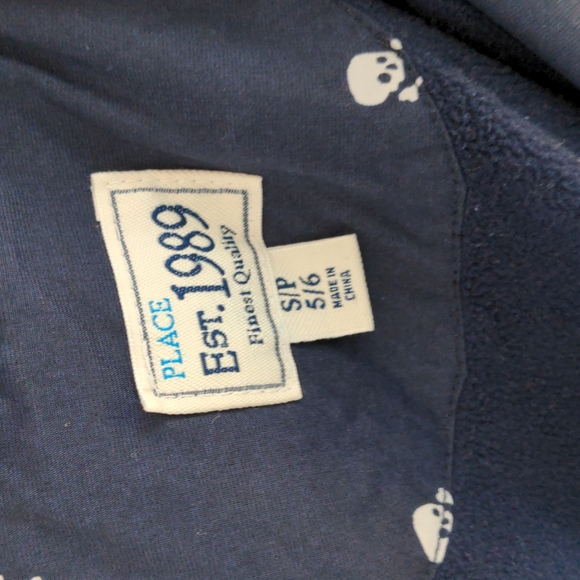 PLACE
EST. 1989
Finest Quality
S/P
5/6
MADE IN
CHINA